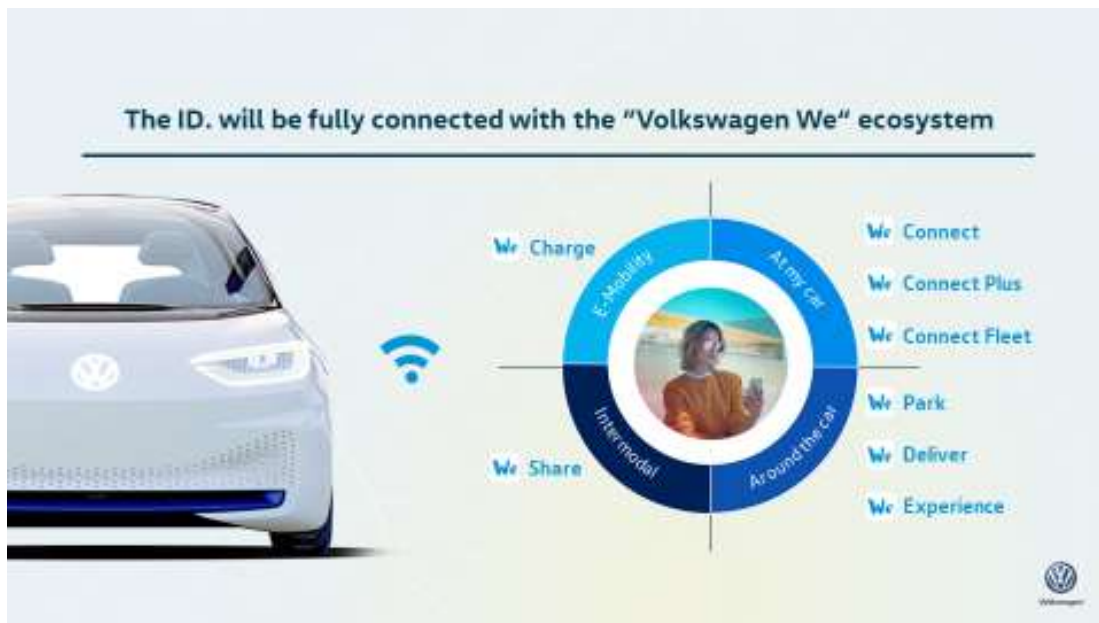 The ID. will be fully connected with the “Volkswagen We“ ecosystem
We Charge
E-Mobility
At my car
We Connect
We Connect Plus
We Connect Fleet
Intermodal
Around the car
We Share
We Park
We Deliver
We Experience
Volkswagen